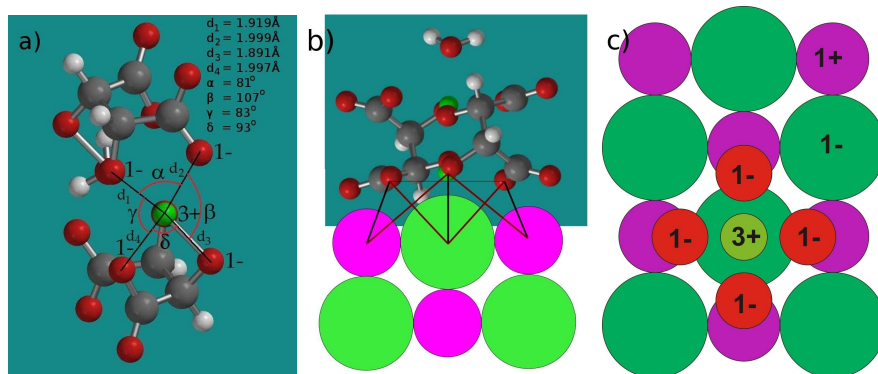 a)
d₁ = 1.919Å
d₂ = 1.999Å
d₃ = 1.891Å
d₄ = 1.997Å
α = 81°
β = 107°
γ = 83°
δ = 93°
1- α d₂ 1-
d₁
γ 3+ β
d₄ δ d₃
1- 1-
b)
c)
1+
1-
1-
1- 3+ 1-
1-